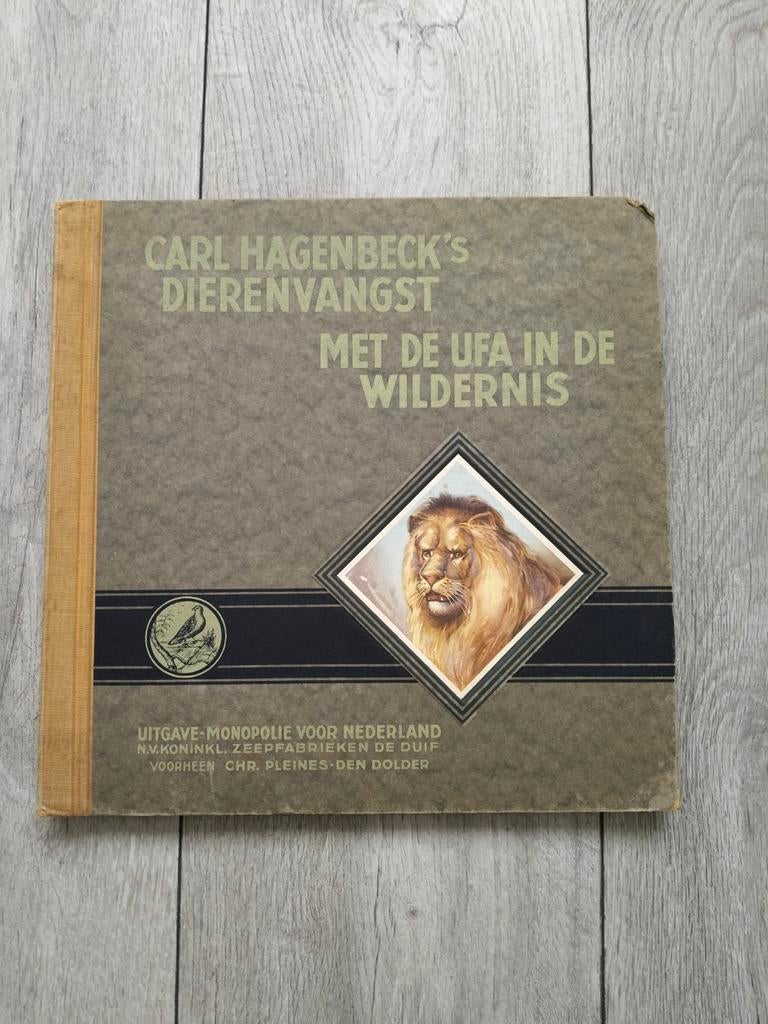 CARL HAGENBECK'S
DIERENVANGST
MET DE UFA IN DE
WILDERNIS
UITGAVE-MONOPOLIE VOOR NEDERLAND
N.V. KONINKL. ZEEPFABRIEKEN DE DUIF
VOORHEEN CHR. PLEINES-DEN DOLDER